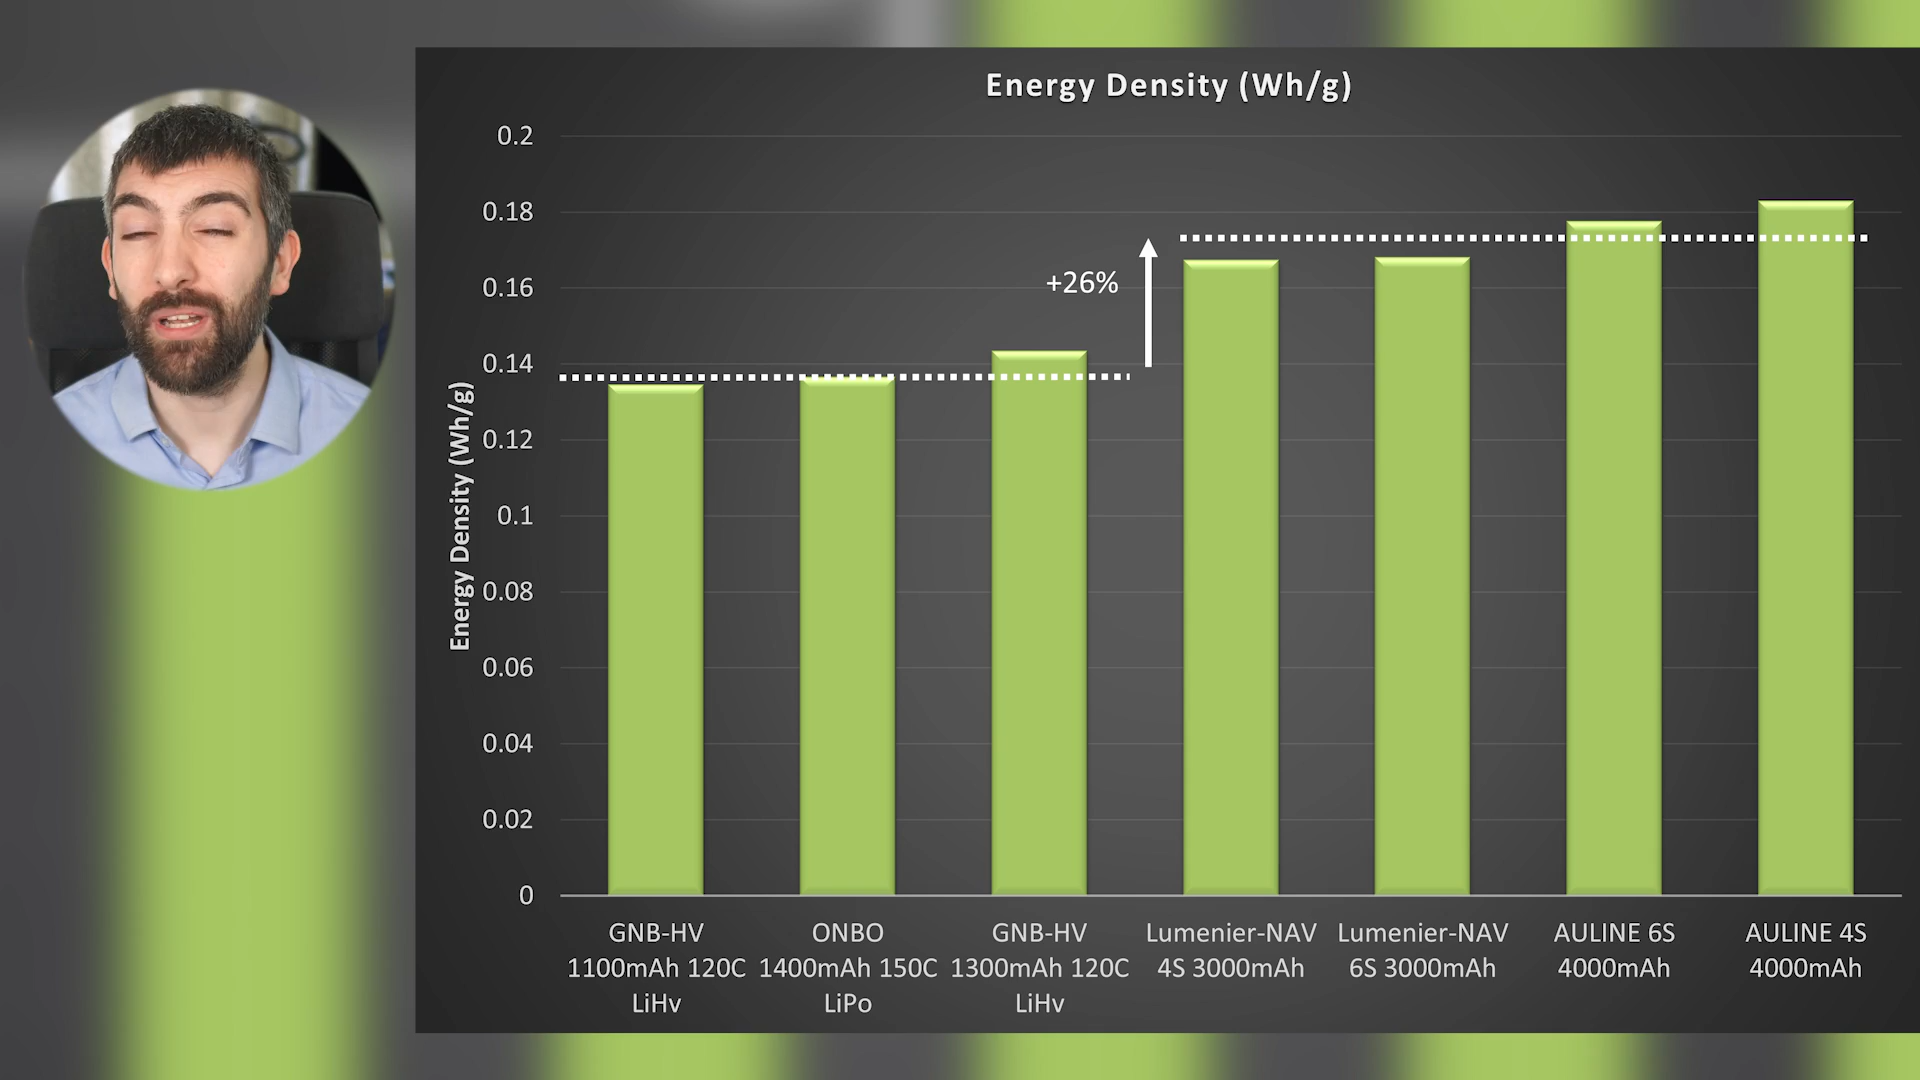 Energy Density (Wh/g)
0.2
0.18
0.16
0.14
0.12
0.1
0.08
0.06
0.04
0.02
0
Energy Density (Wh/g)
+26%
GNB-HV
1100mAh 120C
LiHv
ONBO
1400mAh 150C
LiPo
GNB-HV
1300mAh 120C
LiHv
Lumenier-NAV
4S 3000mAh
Lumenier-NAV
6S 3000mAh
AULINE 6S
4000mAh
AULINE 4S
4000mAh